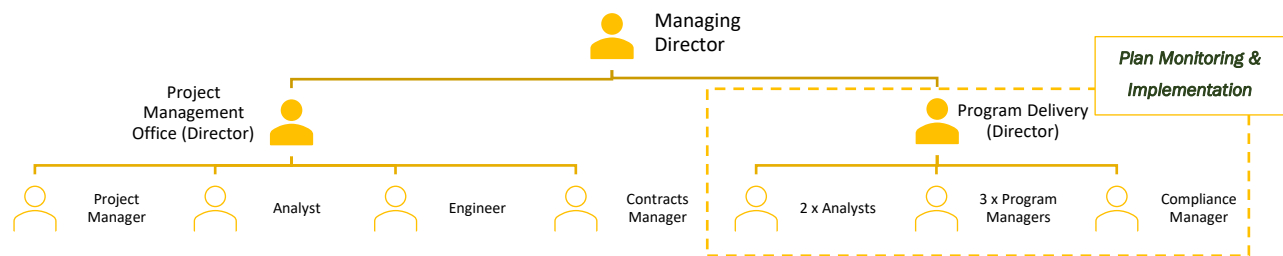 Managing
Director
Plan Monitoring &
Implementation
Project
Management
Office (Director)
Program Delivery
(Director)
Project
Manager
Analyst
Engineer
Contracts
Manager
2 x Analysts
3 x Program
Managers
Compliance
Manager